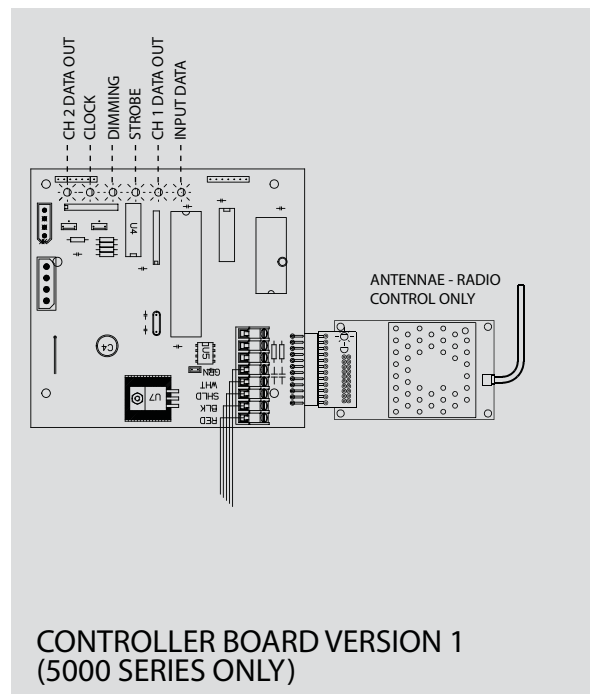 CH 2 DATA OUT
CLOCK
DIMMING
STROBE
CH 1 DATA OUT
INPUT DATA
U4
ANTENNAE - RADIO
CONTROL ONLY
C4
U5
GRN
WHT
SHLD
BLK
RED
U7
CONTROLLER BOARD VERSION 1
(5000 SERIES ONLY)